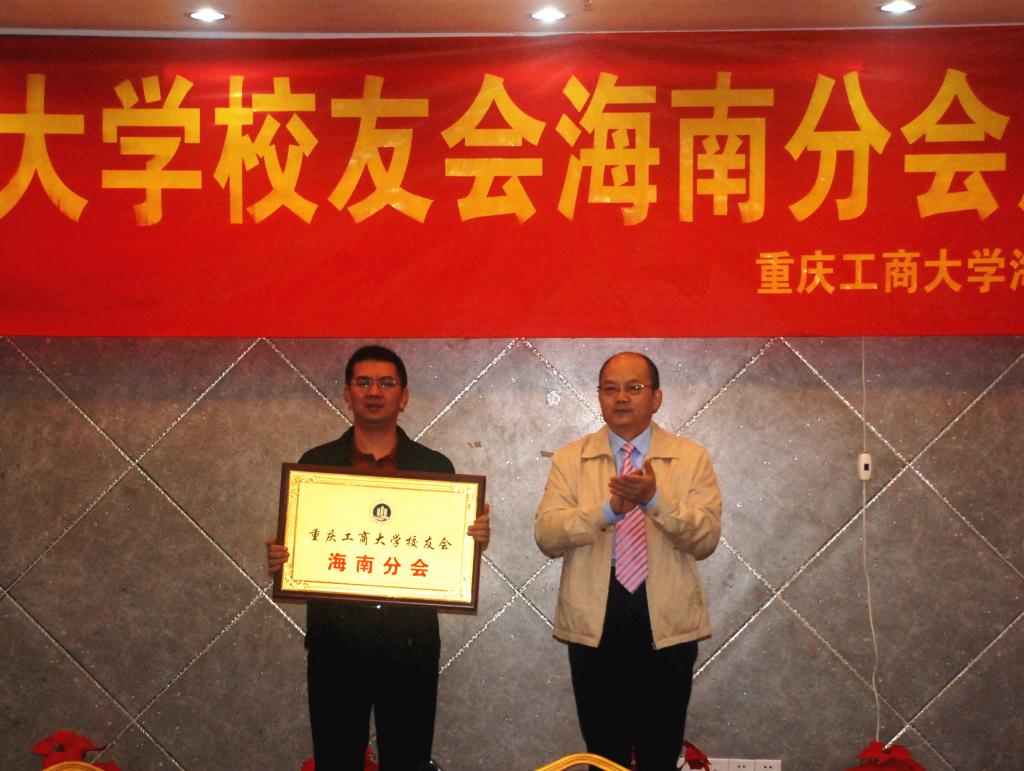 大学校友会海南分会
重庆工商大学海
重庆工商大学校友会
海南分会